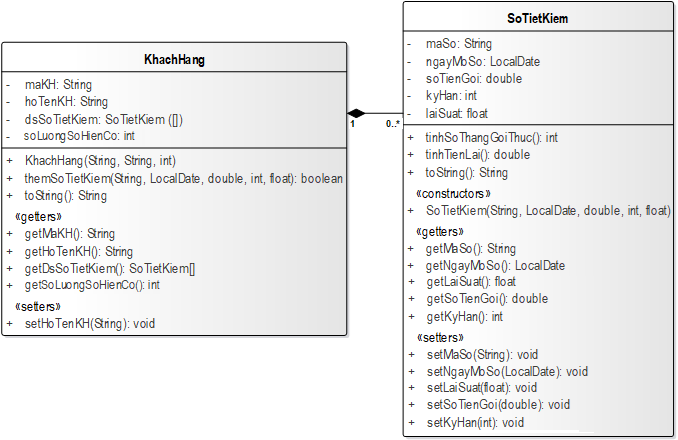 KhachHang
- maKH: String
- hoTenKH: String
- dsSoTietKiem: SoTietKiem ([])
- soLuongSoHienCo: int
+ KhachHang(String, String, int)
+ themSoTietKiem(String, LocalDate, double, int, float): boolean
+ toString(): String
«getters»
+ getMaKH(): String
+ getHoTenKH(): String
+ getDsSoTietKiem(): SoTietKiem[]
+ getSoLuongSoHienCo(): int
«setters»
+ setHoTenKH(String): void
1
0..*
SoTietKiem
- maSo: String
- ngayMoSo: LocalDate
- soTienGoi: double
- kyHan: int
- laiSuat: float
+ tinhSoThangGoiThuc(): int
+ tinhTienLai(): double
+ toString(): String
«constructors»
+ SoTietKiem(String, LocalDate, double, int, float)
«getters»
+ getMaSo(): String
+ getNgayMoSo(): LocalDate
+ getLaiSuat(): float
+ getSoTienGoi(): double
+ getKyHan(): int
«setters»
+ setMaSo(String): void
+ setNgayMoSo(LocalDate): void
+ setLaiSuat(float): void
+ setSoTienGoi(double): void
+ setKyHan(int): void